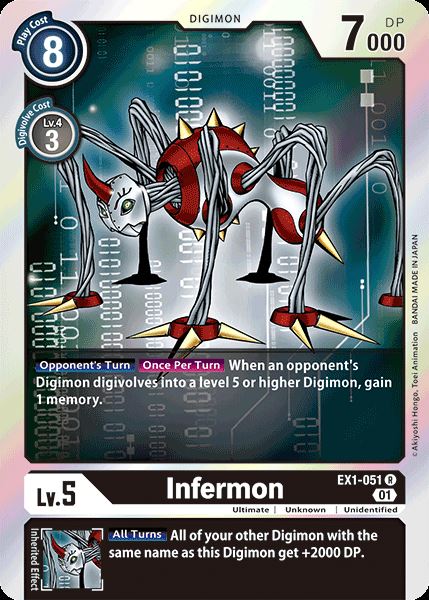 DIGIMON
Play Cost
8
7000
DP
Digivolve Cost
Lv.4
3
Opponent's Turn Once Per Turn When an opponent's
Digimon digivolves into a level 5 or higher Digimon, gain
1 memory.
©Akiyoshi Hongo, Toei Animation BANDAI MADE IN JAPAN
Lv.5
Infermon
EX1-051 R
01
Ultimate | Unknown | Unidentified
Inherited Effect
All Turns All of your other Digimon with the
same name as this Digimon get +2000 DP.